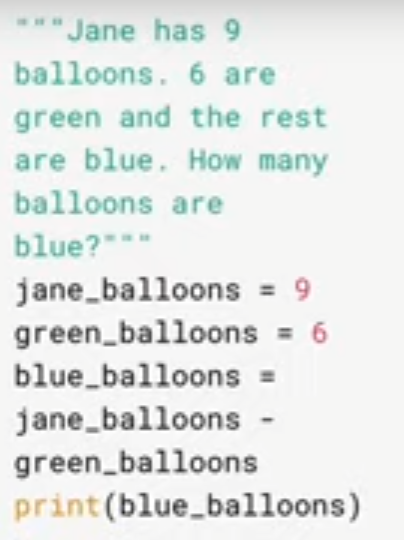 """Jane has 9
balloons. 6 are
green and the rest
are blue. How many
balloons are
blue?"""
jane_balloons = 9
green_balloons = 6
blue_balloons =
jane_balloons -
green_balloons
print(blue_balloons)